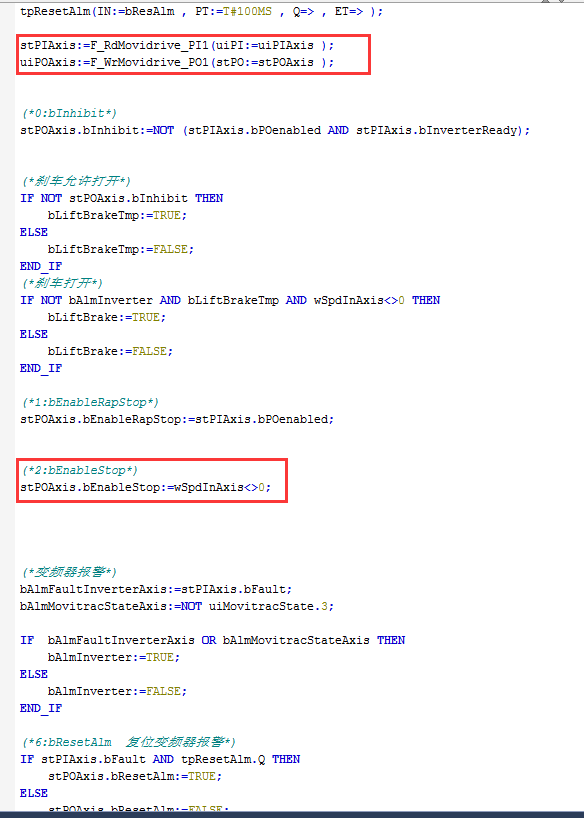 tpResetAlm(IN:=bResAlm , PT:=T#100MS , Q=> , ET=> );
stPIAxis:=F_RdMovidrive_PI1(uiPI:=uiPIAxis );
uiPOAxis:=F_WrMovidrive_PO1(stPO:=stPOAxis );
(*0:bInhibit*)
stPOAxis.bInhibit:=NOT (stPIAxis.bPOenabled AND stPIAxis.bInverterReady);
(*刹车允许打开*)
IF NOT stPOAxis.bInhibit THEN
bLiftBrakeTmp:=TRUE;
ELSE
bLiftBrakeTmp:=FALSE;
END_IF
(*刹车打开*)
IF NOT bAlmInverter AND bLiftBrakeTmp AND wSpdInAxis<>0 THEN
bLiftBrake:=TRUE;
ELSE
bLiftBrake:=FALSE;
END_IF
(*1:bEnableRapStop*)
stPOAxis.bEnableRapStop:=stPIAxis.bPOenabled;
(*2:bEnableStop*)
stPOAxis.bEnableStop:=wSpdInAxis<>0;
(*变频器报警*)
bAlmFaultInverterAxis:=stPIAxis.bFault;
bAlmMovitracStateAxis:=NOT uiMovitracState.3;
IF bAlmFaultInverterAxis OR bAlmMovitracStateAxis THEN
bAlmInverter:=TRUE;
ELSE
bAlmInverter:=FALSE;
END_IF
(*6:bResetAlm 复位变频器报警*)
IF stPIAxis.bFault AND tpResetAlm.Q THEN
stPOAxis.bResetAlm:=TRUE;
ELSE
stPOAxis.bResetAlm:=FALSE;